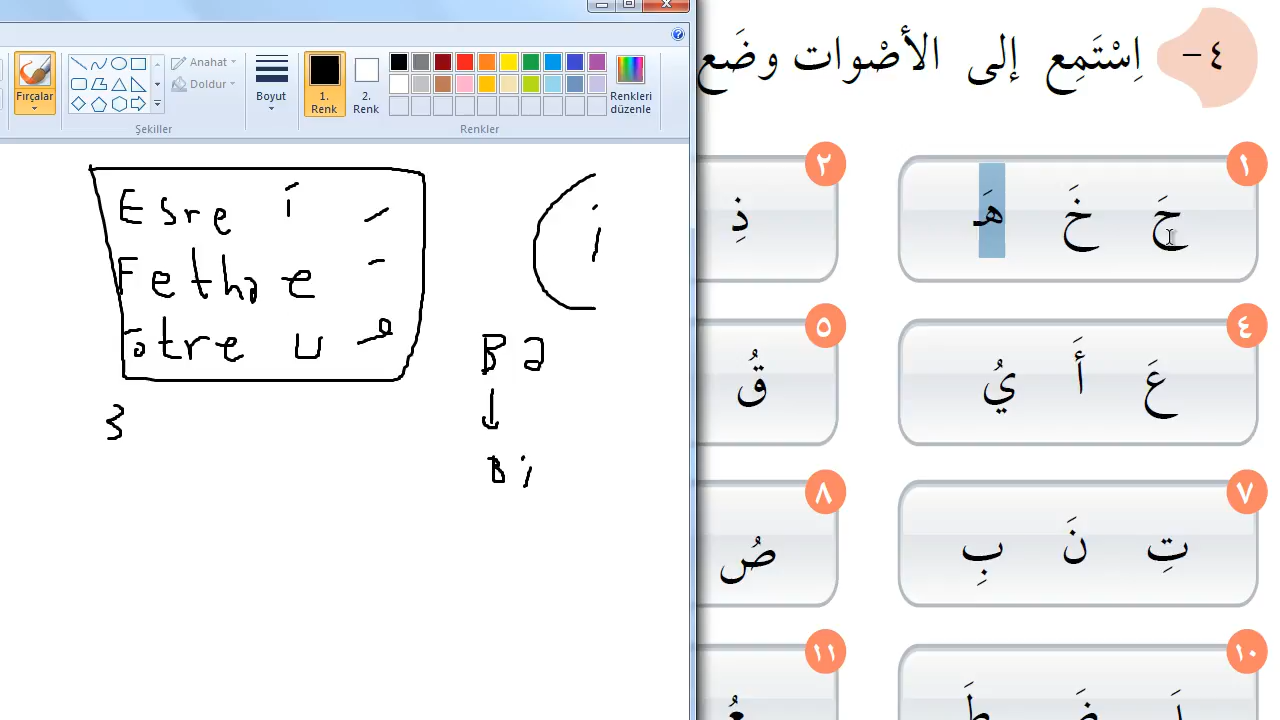 Fırçalar
Anahat
Doldur
Şekiller
Boyut
1. Renk
2. Renk
Renkleri düzenle
Renkler
Esre i
Fetha e
ötre u
3
i
B a
Bi
٤- اِسْتَمِع إلى الأصْوات وضَع
١
جَ خَ هَـ
٢
ذِ
٤
عَ أَ يُ
٥
قُ
٧
تِ نَ بِ
٨
صُ
١٠
١١